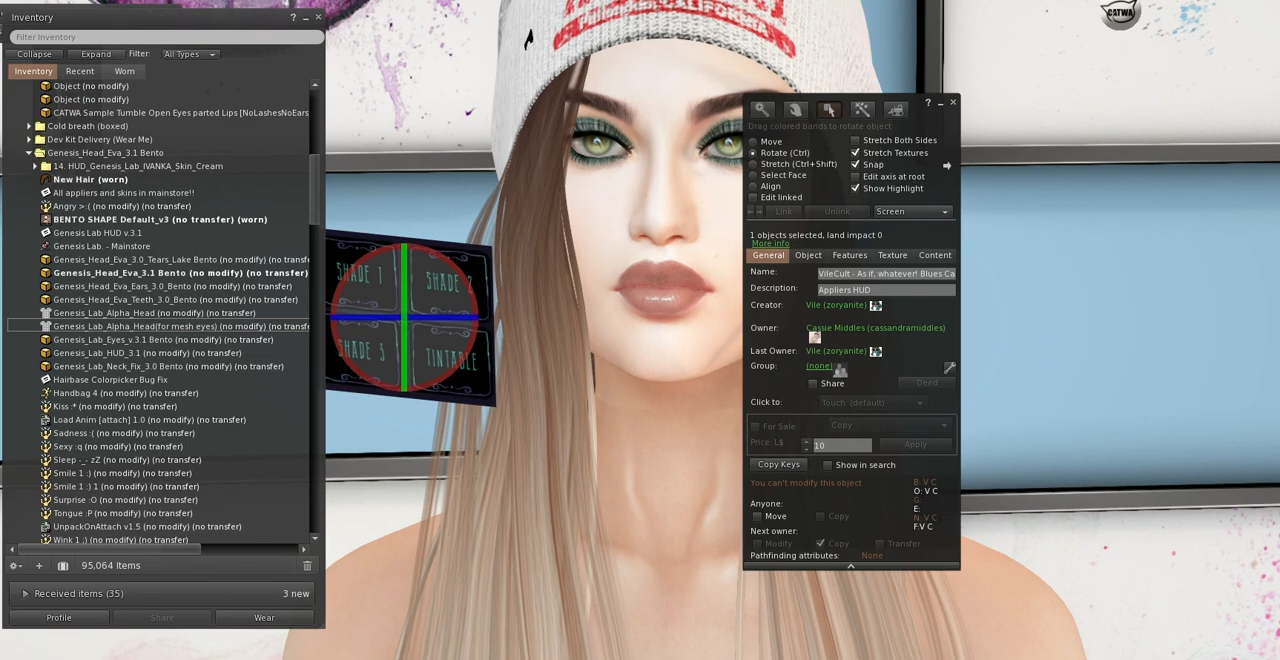 Inventory
? _ ×
Filter Inventory
Collapse Expand Filter: All Types
Inventory Recent Worn
Object (no modify)
Object (no modify)
CATWA Sample Tumble Open Eyes parted Lips [NoLashesNoEars
Cold breath (boxed)
Dev Kit Delivery (Wear Me)
Genesis_Head_Eva_3.1 Bento
14. HUD_Genesis_Lab_IVANKA_Skin_Cream
New Hair (worn)
All appliers and skins in mainstore!!
Angry >:( (no modify) (no transfer)
BENTO SHAPE Default_v3 (no transfer) (worn)
Genesis Lab HUD v.3.1
Genesis Lab. - Mainstore
Genesis_Head_Eva_3.0_Tears_Lake Bento (no modify) (no transfe
Genesis_Head_Eva_3.1 Bento (no modify) (no transfer)
Genesis_Head_Eva_Ears_3.0_Bento (no modify) (no transfer)
Genesis_Head_Eva_Teeth_3.0_Bento (no modify) (no transfer)
Genesis_Lab_Alpha_Head (no modify) (no transfer)
Genesis_Lab_Alpha_Head(for mesh eyes) (no modify) (no transfe
Genesis_Lab_Eyes_v.3.1 Bento (no modify) (no transfer)
Genesis_Lab_HUD_3.1 (no modify) (no transfer)
Genesis_Lab_Neck_Fix_3.0 Bento (no modify) (no transfer)
Hairbase Colorpicker Bug Fix
Handbag 4 (no modify) (no transfer)
Kiss :* (no modify) (no transfer)
Load Anim [attach] 1.0 (no modify) (no transfer)
Sadness :( (no modify) (no transfer)
Sexy :q (no modify) (no transfer)
Sleep -_- zZ (no modify) (no transfer)
Smile 1 :) (no modify) (no transfer)
Smile 1 :) 1 (no modify) (no transfer)
Surprise :O (no modify) (no transfer)
Tongue :P (no modify) (no transfer)
UnpackOnAttach v1.5 (no modify) (no transfer)
Wink 1 ;) (no modify) (no transfer)
95,064 Items
Received items (35) 3 new
Profile Share Wear
SHADE 1 SHADE 2
SHADE 3 TINTABLE
CATWA
? _ ×
Drag colored bands to rotate object
Move
Rotate (Ctrl)
Stretch (Ctrl+Shift)
Select Face
Align
Edit linked
Stretch Both Sides
Stretch Textures
Snap
Edit axis at root
Show Highlight
Link Unlink Screen
1 objects selected, land impact 0
More info
General Object Features Texture Content
Name: VileCult - As if, whatever! Blues Ca
Description: Appliers HUD
Creator: Vile (zoryanite)
Owner: Cassie Middles (cassandramiddles)
Last Owner: Vile (zoryanite)
Group: (none)
Share Deed
Click to: Touch (default)
For Sale: Copy
Price: L$ 10 Apply
Copy Keys Show in search
You can't modify this object
B: V C
O: V C
G:
E:
N: V C
F:V C
Anyone:
Move Copy
Next owner:
Modify Copy Transfer
Pathfinding attributes: None